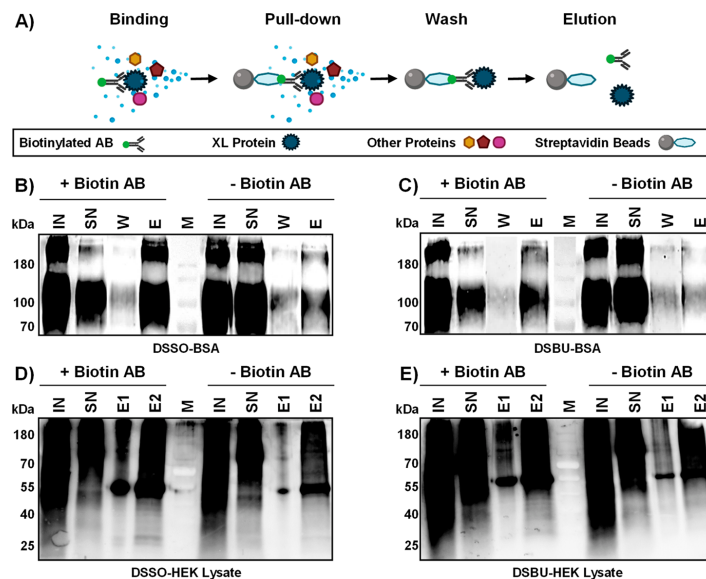 A)
Binding Pull-down Wash Elution
Biotinylated AB XL Protein Other Proteins Streptavidin Beads
B)
+ Biotin AB - Biotin AB
kDa IN SN W E M IN SN W E
180
100
70
DSSO-BSA
C)
+ Biotin AB - Biotin AB
kDa IN SN W E M IN SN W E
180
100
70
DSBU-BSA
D)
+ Biotin AB - Biotin AB
kDa IN SN E1 E2 M IN SN E1 E2
180
70
55
40
25
DSSO-HEK Lysate
E)
+ Biotin AB - Biotin AB
kDa IN SN E1 E2 M IN SN E1 E2
180
70
55
40
25
DSBU-HEK Lysate